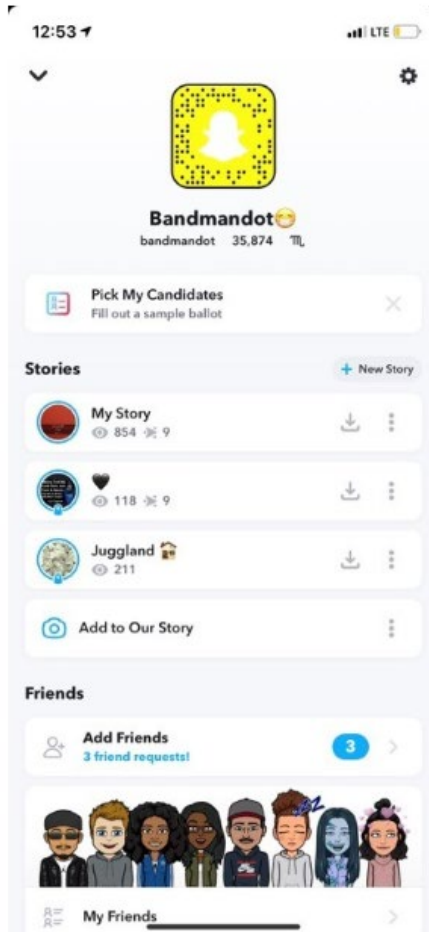 12:53
LTE
Bandmandot😷
bandmandot 35,874 ♏
Pick My Candidates
Fill out a sample ballot
Stories
+ New Story
My Story
854 9
🖤
118 9
Juggland 🏚
211
Add to Our Story
Friends
Add Friends
3 friend requests!
3
My Friends